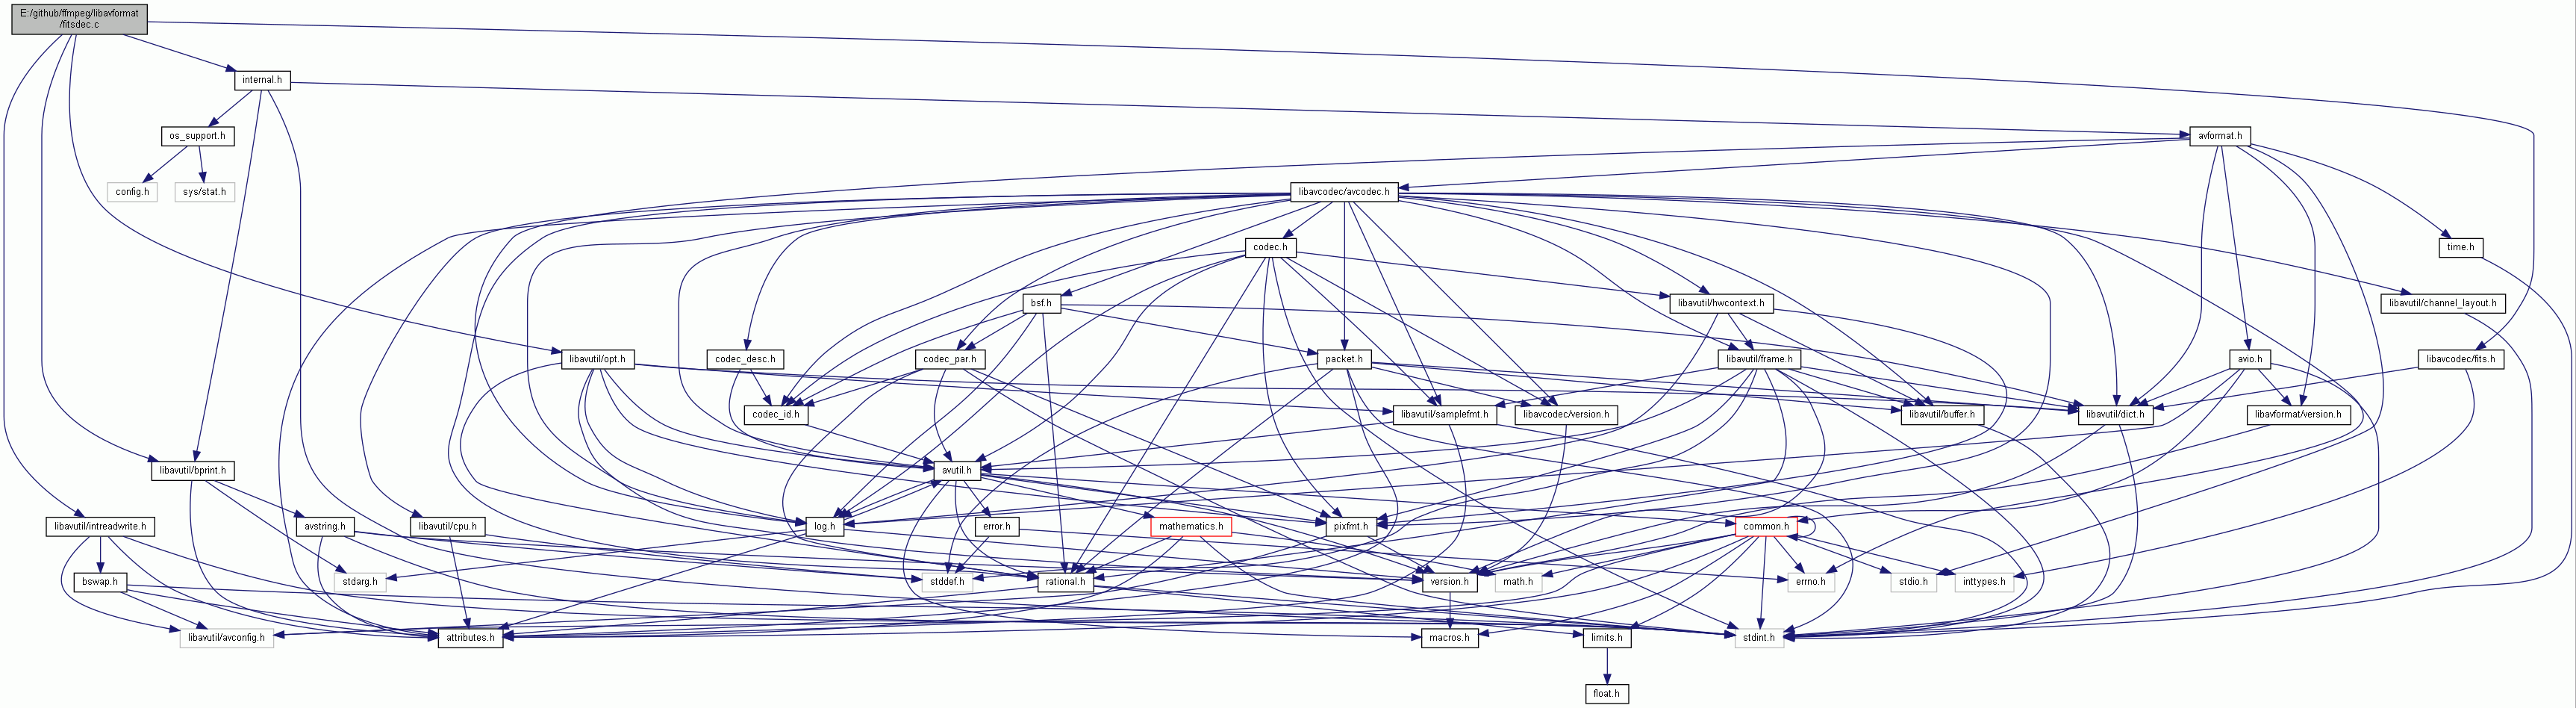 E:/github/ffmpeg/libavformat
/fitsdec.c
internal.h
os_support.h
avformat.h
config.h
sys/stat.h
libavcodec/avcodec.h
codec.h
time.h
bsf.h
libavutil/hwcontext.h
libavutil/channel_layout.h
libavutil/opt.h
codec_desc.h
codec_par.h
packet.h
libavutil/frame.h
avio.h
libavcodec/fits.h
codec_id.h
libavutil/samplefmt.h
libavcodec/version.h
libavutil/buffer.h
libavutil/dict.h
libavformat/version.h
libavutil/bprint.h
avutil.h
libavutil/intreadwrite.h
avstring.h
libavutil/cpu.h
log.h
error.h
mathematics.h
pixfmt.h
common.h
bswap.h
stdarg.h
stddef.h
rational.h
version.h
math.h
errno.h
stdio.h
inttypes.h
libavutil/avconfig.h
attributes.h
macros.h
limits.h
stdint.h
float.h